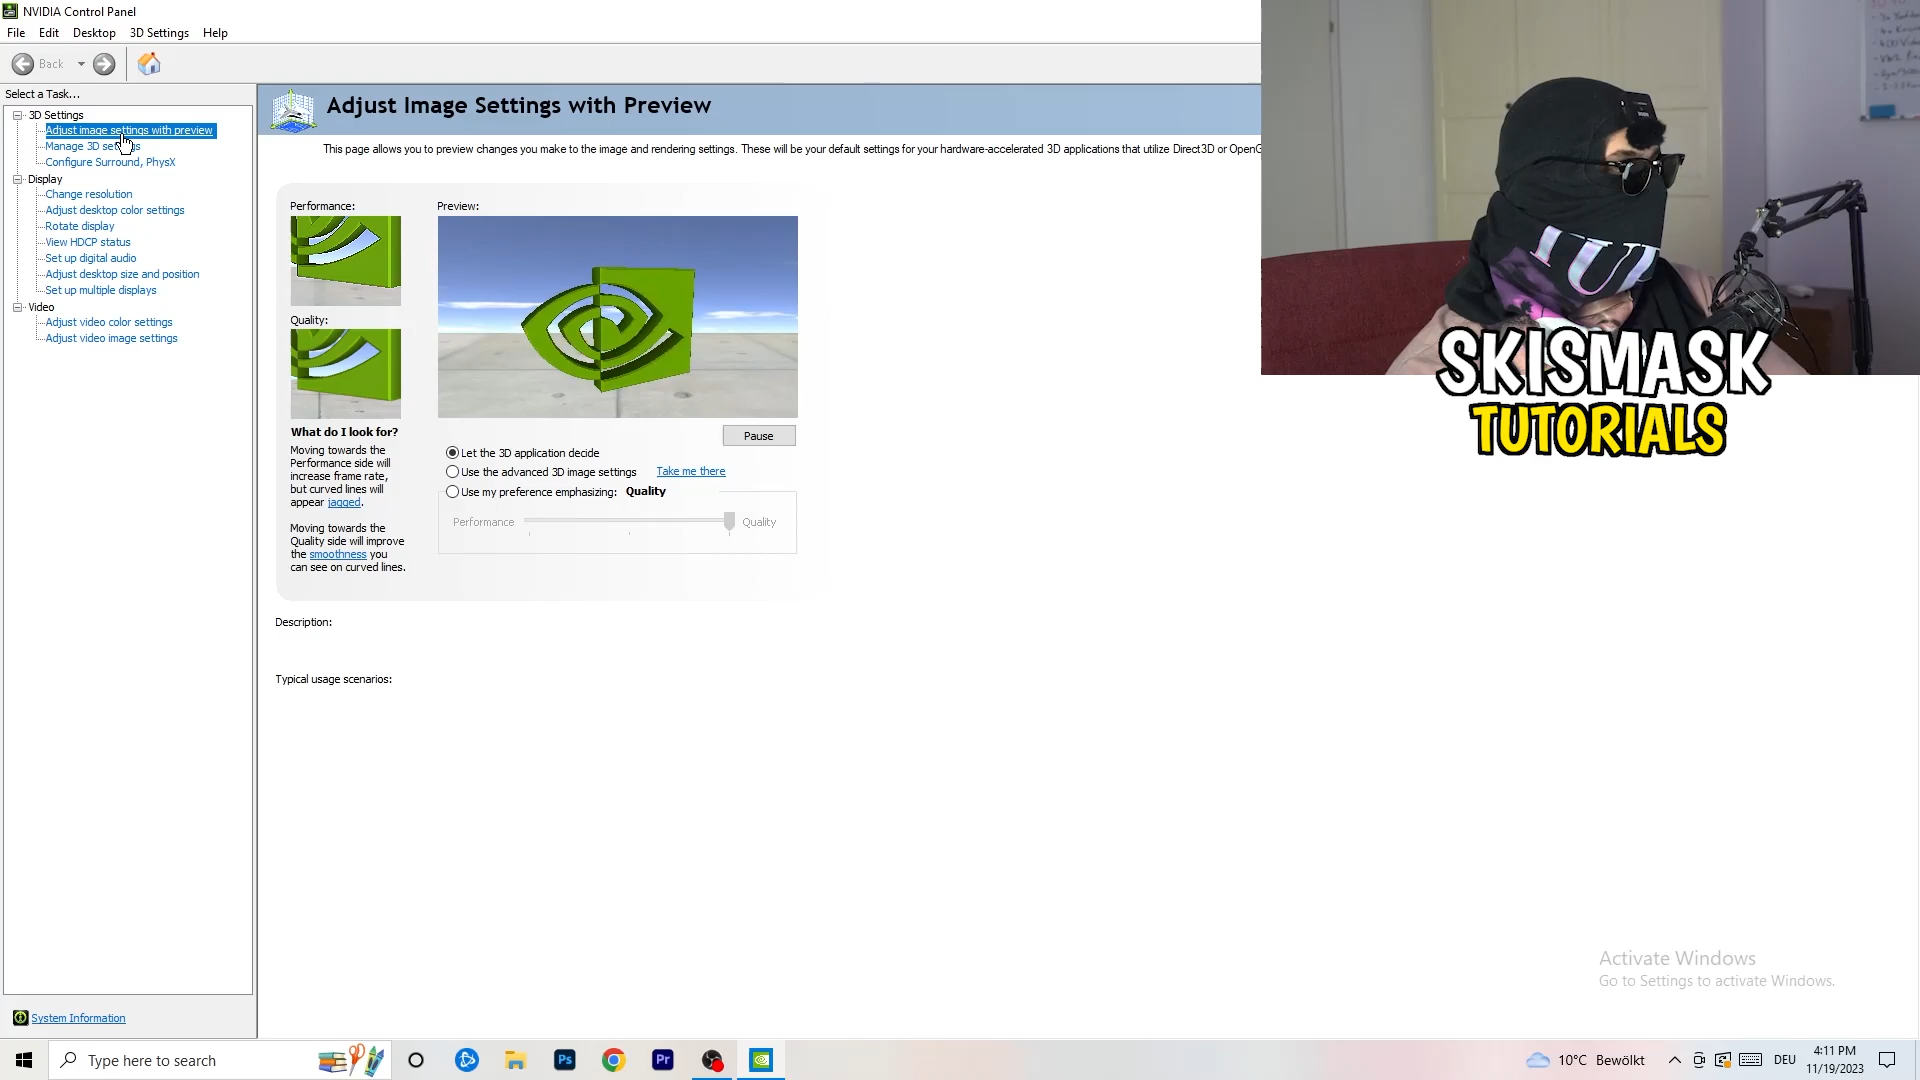 NVIDIA Control Panel
File Edit Desktop 3D Settings Help
Back
Select a Task...
3D Settings
Adjust image settings with preview
Manage 3D
Configure Surround, PhysX
Display
Change resolution
Adjust desktop color settings
Rotate display
View HDCP status
Set up digital audio
Adjust desktop size and position
Set up multiple displays
Video
Adjust video color settings
Adjust video image settings
System Information
Adjust Image Settings with Preview
This page allows you to preview changes you make to the image and rendering settings. These will be your default settings for your hardware-accelerated 3D applications that utilize Direct3D or
Performance:
Quality:
What do I look for?
Moving towards the
Performance side will
increase frame rate,
but curved lines will
appear jagged.
Moving towards the
Quality side will improve
the smoothness you
can see on curved lines.
Preview:
Pause
Let the 3D application decide
Use the advanced 3D image settings Take me there
Use my preference emphasizing: Quality
Performance Quality
Description:
Typical usage scenarios:
IU
SKISMASK
TUTORIALS
Activate Windows
Go to Settings to activate Windows.
Type here to search
Ps
Pr
10°C Bewölkt
DEU
4:11 PM
11/19/2023